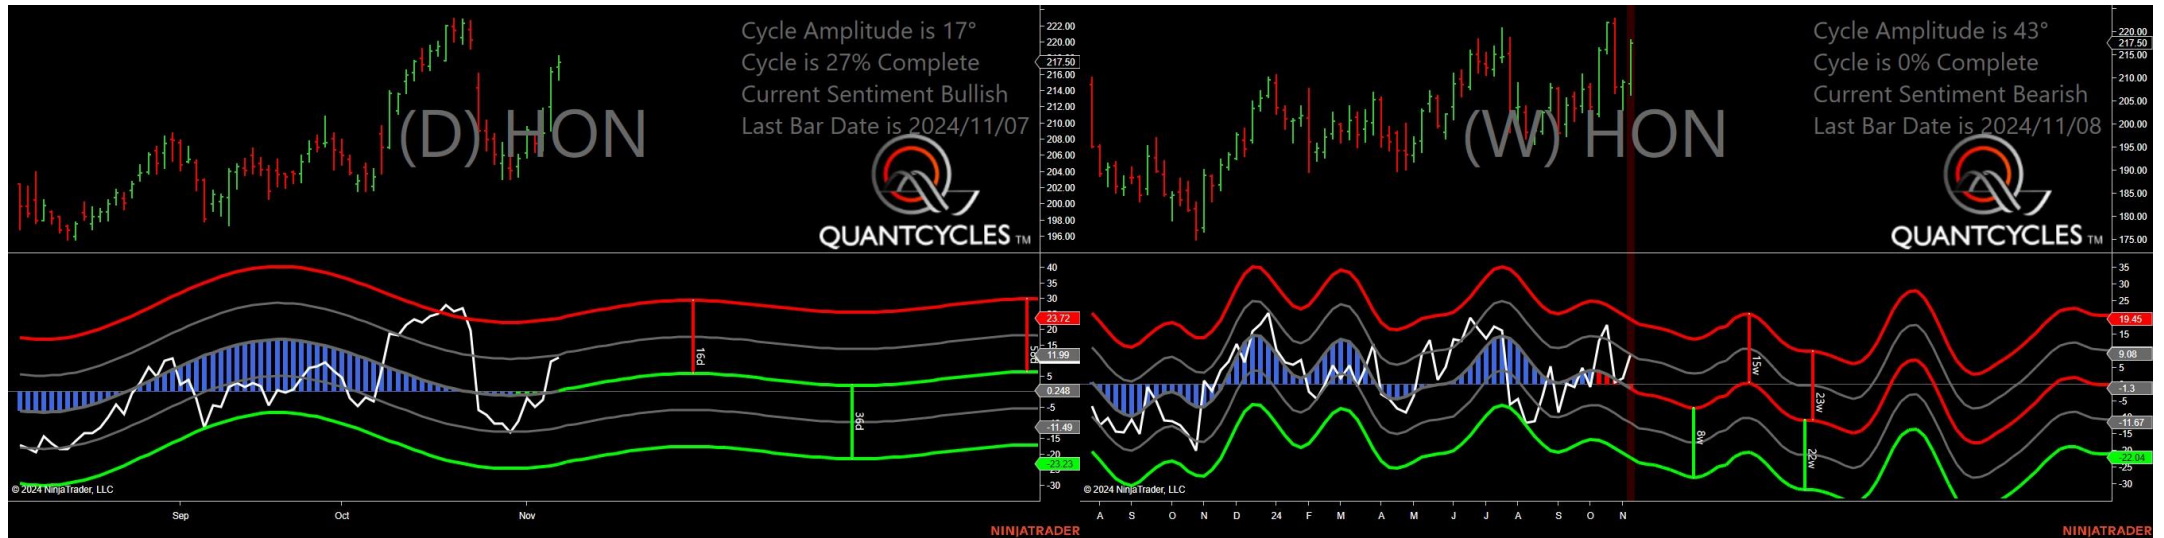 Cycle Amplitude is 17°
Cycle is 27% Complete
Current Sentiment Bullish
Last Bar Date is 2024/11/07
(D) HON
QUANTCYCLES TM
222.00
220.00
217.50
216.00
214.00
212.00
210.00
208.00
206.00
204.00
202.00
200.00
198.00
196.00
40
35
30
23.72
20
15
11.99
5
0.248
-5
-11.49
-15
-20
-23.23
-30
16d
36d
58d
© 2024 NinjaTrader, LLC
Sep
Oct
Nov
NINJATRADER
Cycle Amplitude is 43°
Cycle is 0% Complete
Current Sentiment Bearish
Last Bar Date is 2024/11/08
(W) HON
QUANTCYCLES TM
220.00
217.50
215.00
210.00
205.00
200.00
195.00
190.00
185.00
180.00
175.00
35
30
25
19.45
15
9.08
5
-1.3
-5
-11.67
-15
-22.04
-25
-30
15w
23w
8w
22w
© 2024 NinjaTrader, LLC
A S O N D 24 F M A M J J A S O N
NINJATRADER